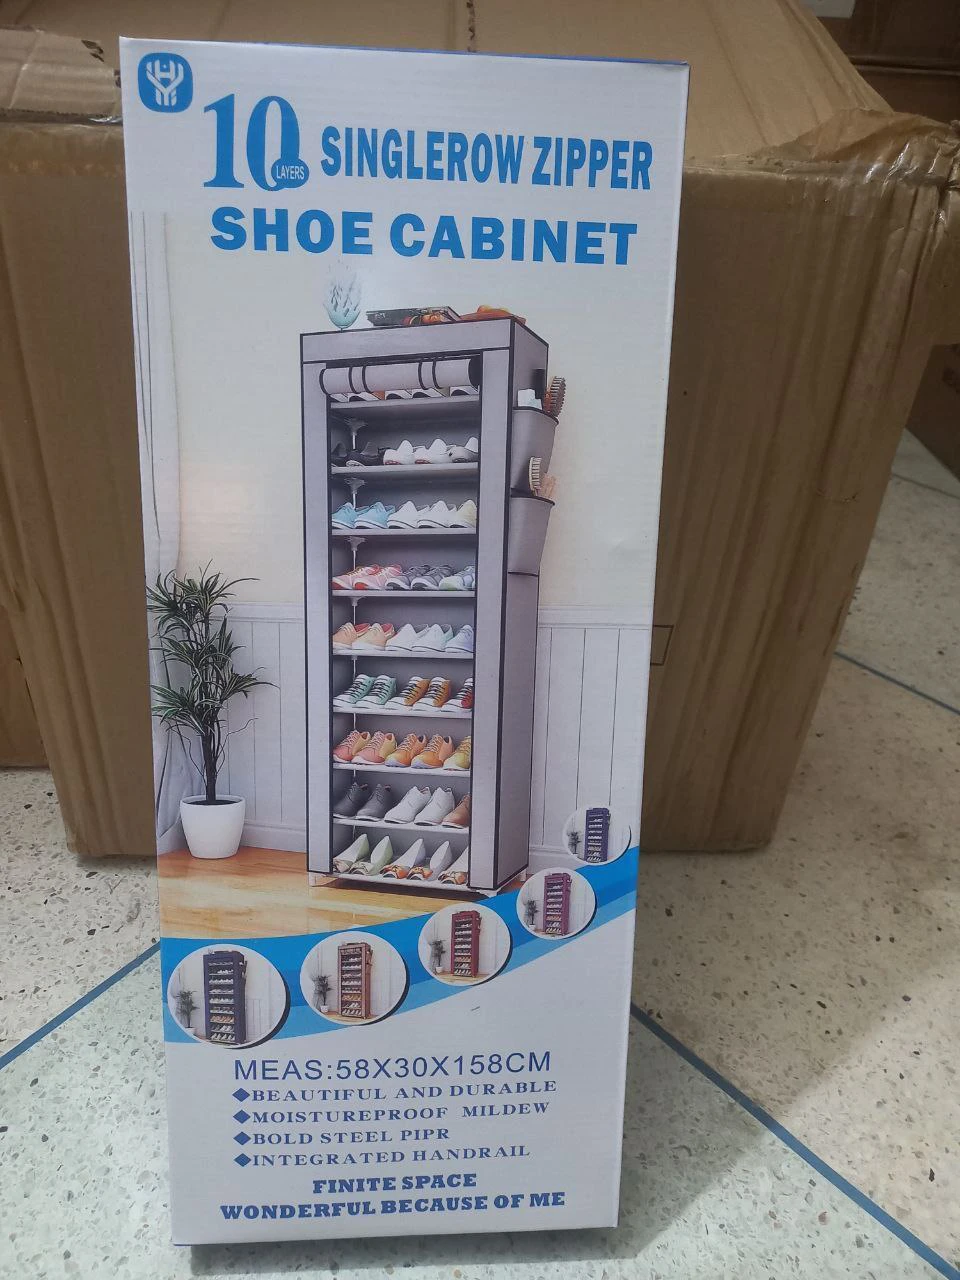 10 LAYERS SINGLEROW ZIPPER
SHOE CABINET
MEAS:58X30X158CM
◆BEAUTIFUL AND DURABLE
◆MOISTUREPROOF MILDEW
◆BOLD STEEL PIPR
◆INTEGRATED HANDRAIL
FINITE SPACE
WONDERFUL BECAUSE OF ME